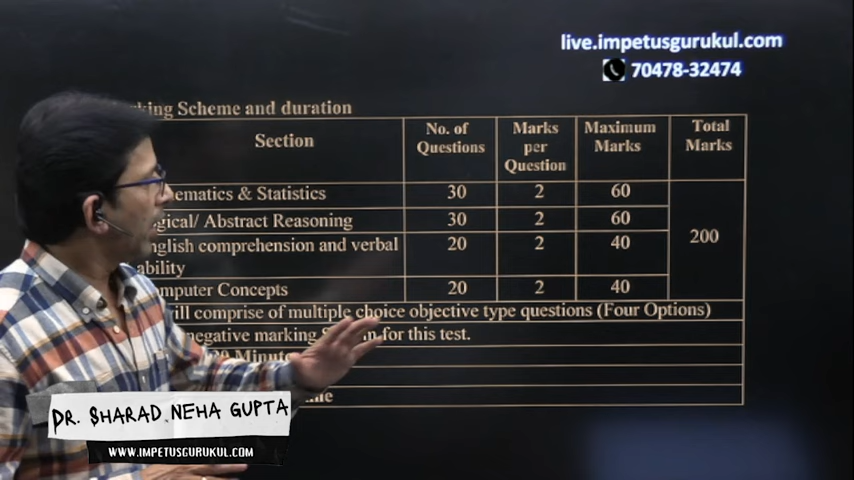 live.impetusgurukul.com
70478-32474
king Scheme and duration
Section
No. of
Questions
Marks
per
Question
Maximum
Marks
Total
Marks
ematics & Statistics
30
2
60
ogical/ Abstract Reasoning
30
2
60
nglish comprehension and verbal
ability
20
2
40
omputer Concepts
20
2
40
200
ill comprise of multiple choice objective type questions (Four Options)
negative marking for this test.
Minut
DR. SHARAD NEHA GUPTA
WWW.IMPETUSGURUKUL.COM